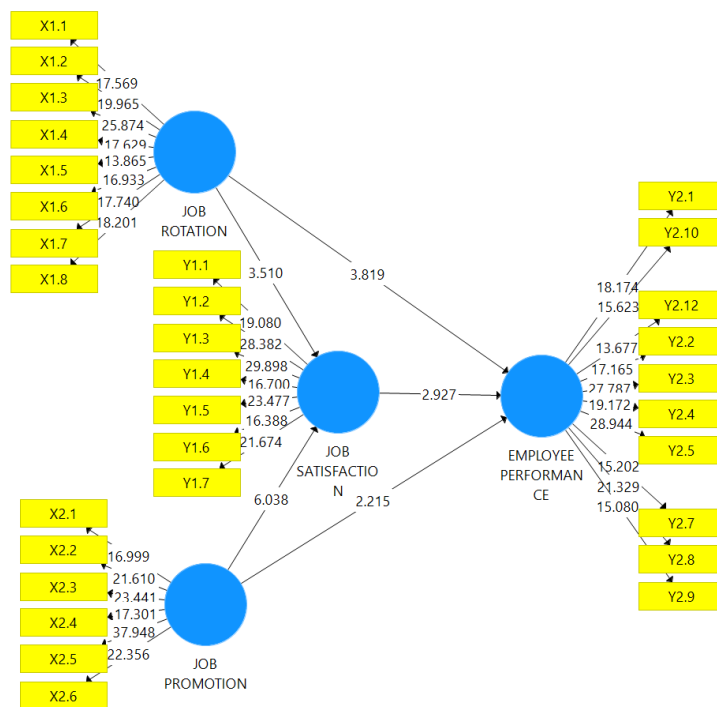 X1.1
X1.2
X1.3
X1.4
X1.5
X1.6
X1.7
X1.8
17.569
19.965
25.874
17.629
13.865
16.933
17.740
18.201
JOB
ROTATION
3.510
3.819
Y1.1
Y1.2
Y1.3
Y1.4
Y1.5
Y1.6
Y1.7
19.080
28.382
29.898
16.700
23.477
16.388
21.674
JOB
SATISFACTIO
N
2.927
6.038
2.215
X2.1
X2.2
X2.3
X2.4
X2.5
X2.6
16.999
21.610
23.441
17.301
37.948
22.356
JOB
PROMOTION
EMPLOYEE
PERFORMAN
CE
18.174
15.623
13.677
17.165
27.787
19.172
28.944
15.202
21.329
15.080
Y2.1
Y2.10
Y2.12
Y2.2
Y2.3
Y2.4
Y2.5
Y2.7
Y2.8
Y2.9